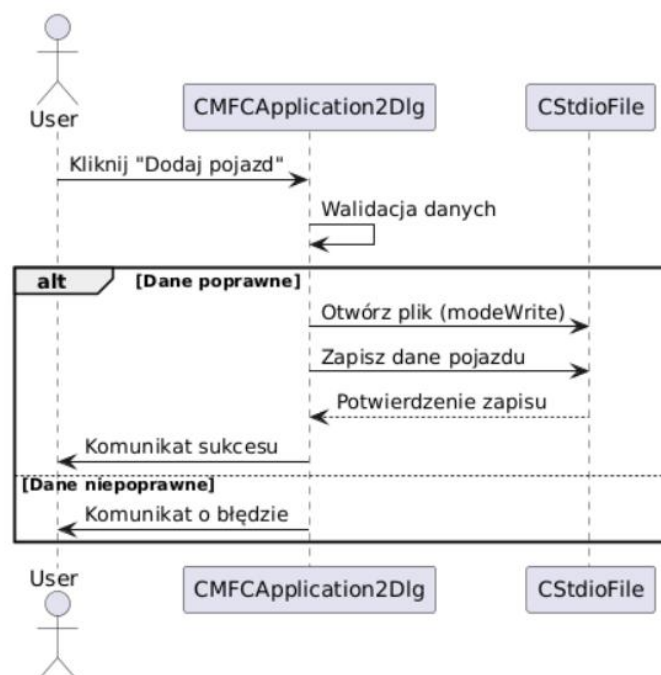 User
CMFCApplication2Dlg
CStdioFile
Kliknij "Dodaj pojazd"
Walidacja danych
alt
[Dane poprawne]
Otwórz plik (modeWrite)
Zapisz dane pojazdu
Potwierdzenie zapisu
Komunikat sukcesu
[Dane niepoprawne]
Komunikat o błędzie
User
CMFCApplication2Dlg
CStdioFile